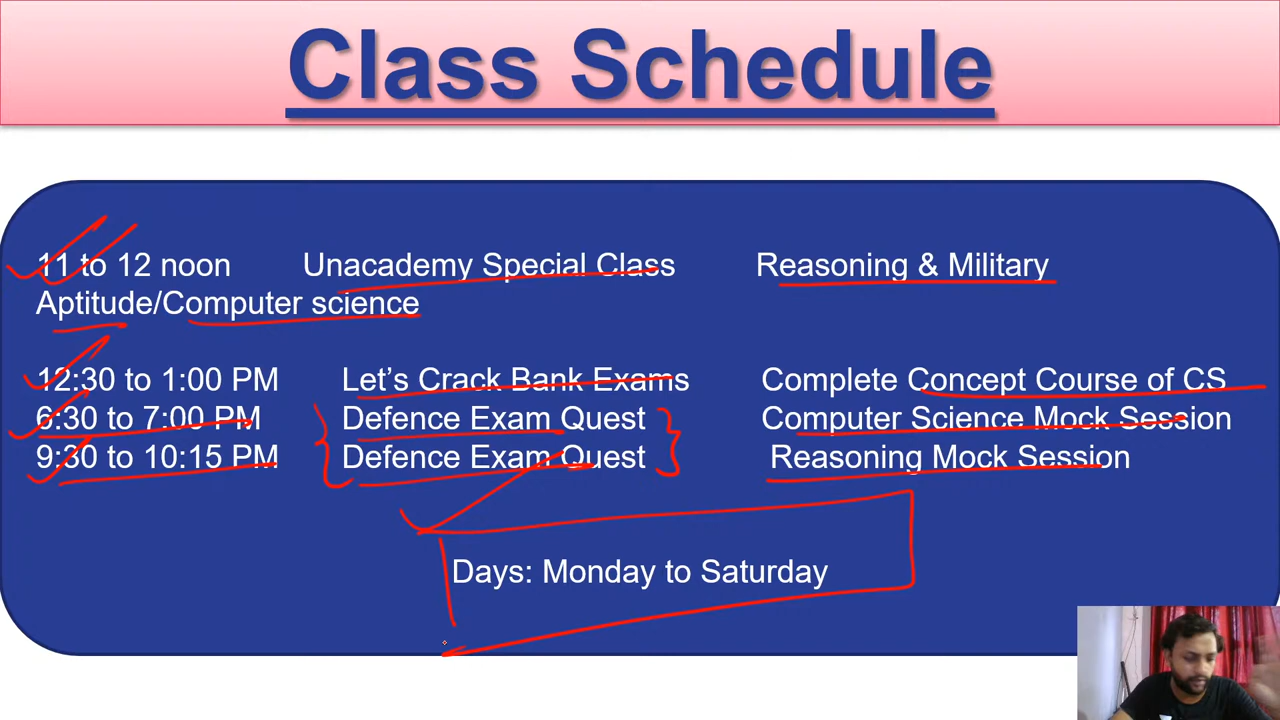 Class Schedule
11 to 12 noon Unacademy Special Class Reasoning & Military
Aptitude/Computer science
12:30 to 1:00 PM Let’s Crack Bank Exams Complete Concept Course of CS
6:30 to 7:00 PM Defence Exam Quest Computer Science Mock Session
9:30 to 10:15 PM Defence Exam Quest Reasoning Mock Session
Days: Monday to Saturday